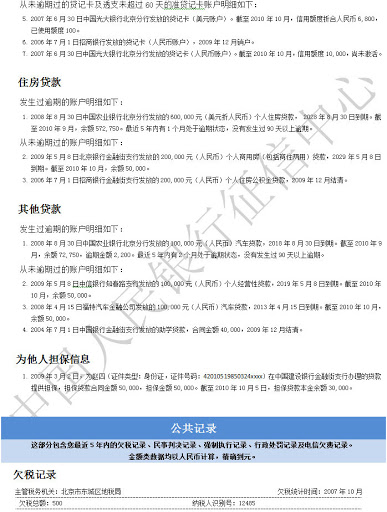 从未逾期过的贷记卡及透支未超过 60 天的准贷记卡账户明细如下：
5. 2007 年 6 月 30 日中国光大银行北京分行发放的贷记卡（美元账户）。截至 2010 年 10 月，信用额度折合人民币 6,800，
已使用额度 100。
6. 2006 年 7 月 1 日招商银行发放的贷记卡（人民币账户），2009 年 12 月销户。
7. 2007 年 6 月 30 日中国光大银行北京分行发放的贷记卡（人民币账户）。截至 2010 年 10 月，信用额度 10,000，尚未激活。
住房贷款
发生过逾期的账户明细如下：
1. 2008 年 8 月 30 日中国农业银行北京分行发放的 600,000 元（美元折人民币）个人住房贷款， 2028 年 8 月 30 日到期。截
至 2010 年 9 月，余额 572,750。最近 5 年内有 1 个月处于逾期状态，没有发生过 90 天以上逾期。
从未逾期过的账户明细如下：
2. 2009 年 5 月 8 日北京银行金融街支行发放的 200,000 元（人民币）个人商用房（包括商住两用）贷款，2029 年 5 月 8 日
到期。截至 2010 年 10 月，余额 50,000。
3. 2006 年 7 月 1 日招商银行金融街支行发放的 200,000 元（人民币）个人住房公积金贷款，2009 年 12 月结清。
其他贷款
发生过逾期的账户明细如下：
1. 2008 年 8 月 30 日中国农业银行北京分行发放的 100,000 元（人民币）汽车贷款，2018 年 8 月 30 日到期。截至 2010 年 9
月，余额 72,750，逾期金额 2,200。最近 5 年内有 2 个月处于逾期状态，没有发生过 90 天以上逾期。
从未逾期过的账户明细如下：
2. 2009 年 5 月 8 日中信银行知春路支行发放的 100,000 元（人民币）个人经营性贷款，2019 年 5 月 8 日到期。截至 2010 年
10 月，余额 50,000。
3. 2008 年 4 月 15 日福特汽车金融公司发放的 100,000 元（人民币）汽车贷款，2013 年 4 月 15 日到期。截至 2010 年 10 月，
余额 50,000。
4. 2004 年 7 月 1 日中国银行金融街支行发放的助学贷款，合同金额 40,000，2009 年 12 月结清。
为他人担保信息
1. 2009 年 3 月 2 日，为赵四（证件类型：身份证，证件号码：42010519850324xxxx）在中国建设银行金融街支行办理的贷款
提供担保，担保贷款合同金额 50,000，担保金额 50,000。截至 2010 年 10 月 5 日，担保贷款本金余额 30,000。
公共记录
这部分包含您最近 5 年内的欠税记录、民事判决记录、强制执行记录、行政处罚记录及电信欠费记录。
金额类数据均以人民币计算，精确到元。
欠税记录
主管税务机关：北京市东城区地税局 欠税统计时间：2007 年 10 月
欠税总额：500 纳税人识别号：12485
中国人民银行征信中心